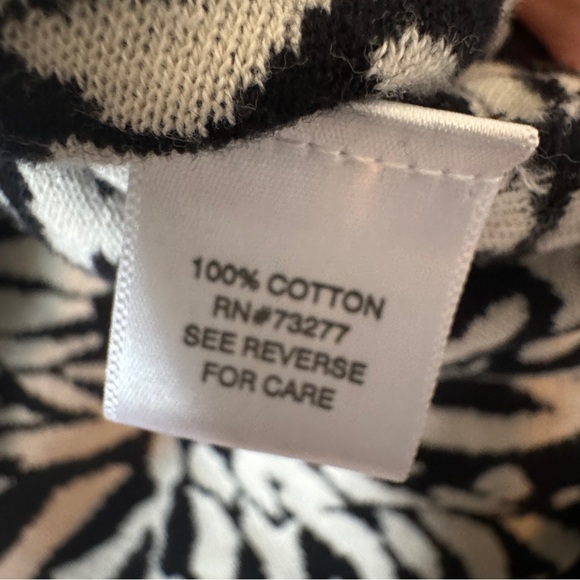 100% COTTON
RN#73277
SEE REVERSE
FOR CARE